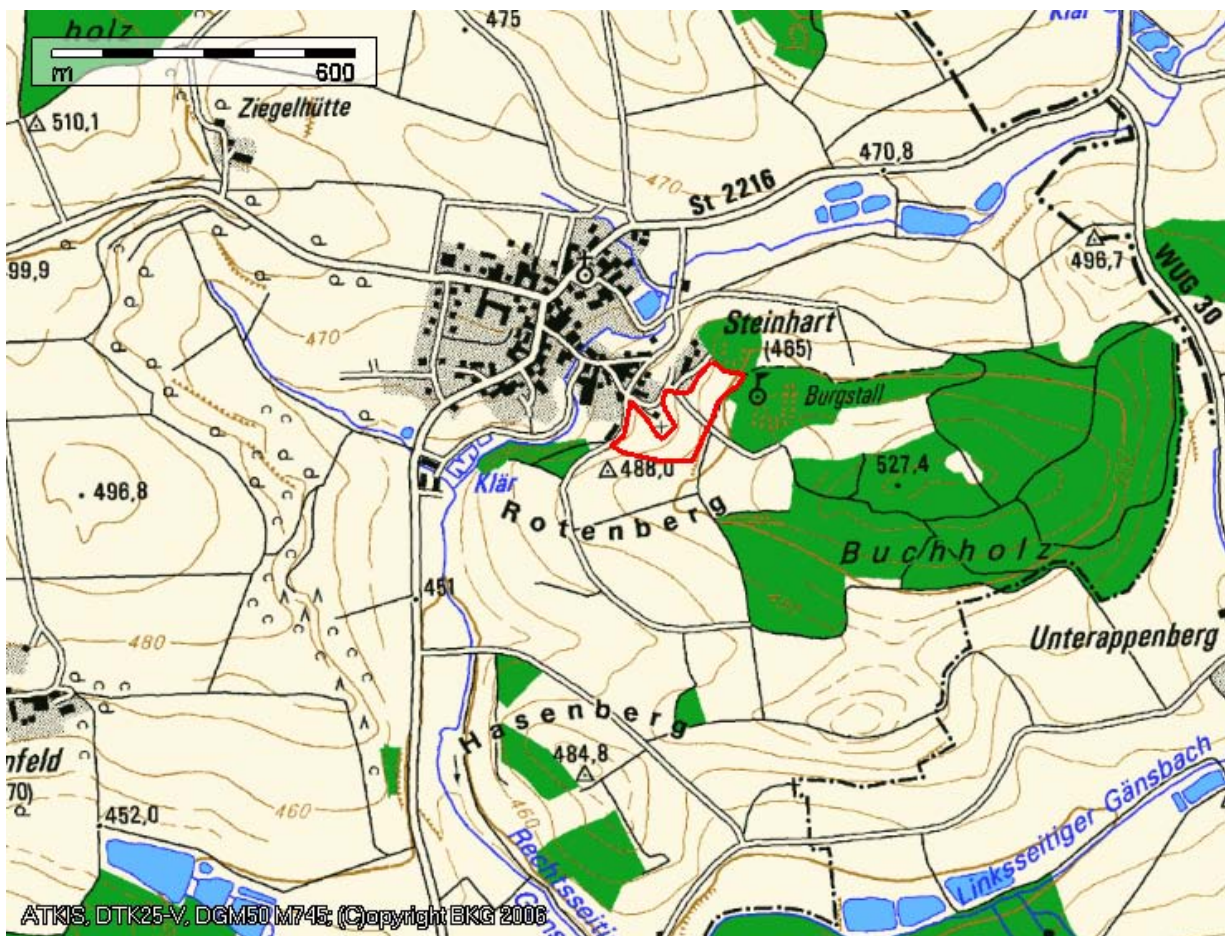 475
Klär
holz
m 600
Ziegelhütte
510,1
470,8
470
St 2216
99,9
496,7
WUG 30
470
Steinhart
(465)
Burgstall
488,0
527,4
496,8
Klär
Rotenberg
Buchholz
451
480
Unterappenberg
Hasenberg
484,8
nfeld
70)
460
452,0
460
Rechtsseiti
Gäns
Linksseitiger Gänsbach
ATKIS, DTK25-V, DGM50 M745; (C)opyright BKG 2006